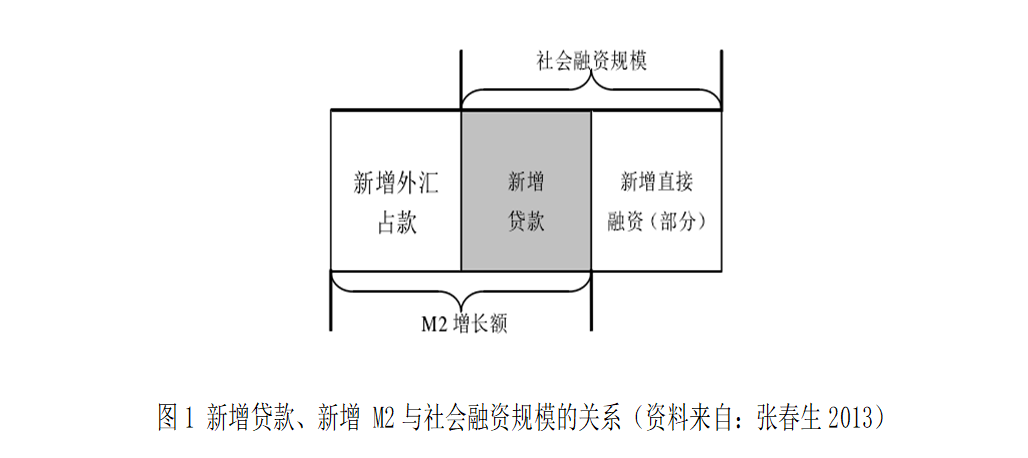 社会融资规模
新增外汇
占款
新增
贷款
新增直接
融资(部分)
M2 增长额
图1 新增贷款、新增 M2 与社会融资规模的关系(资料来自：张春生 2013)